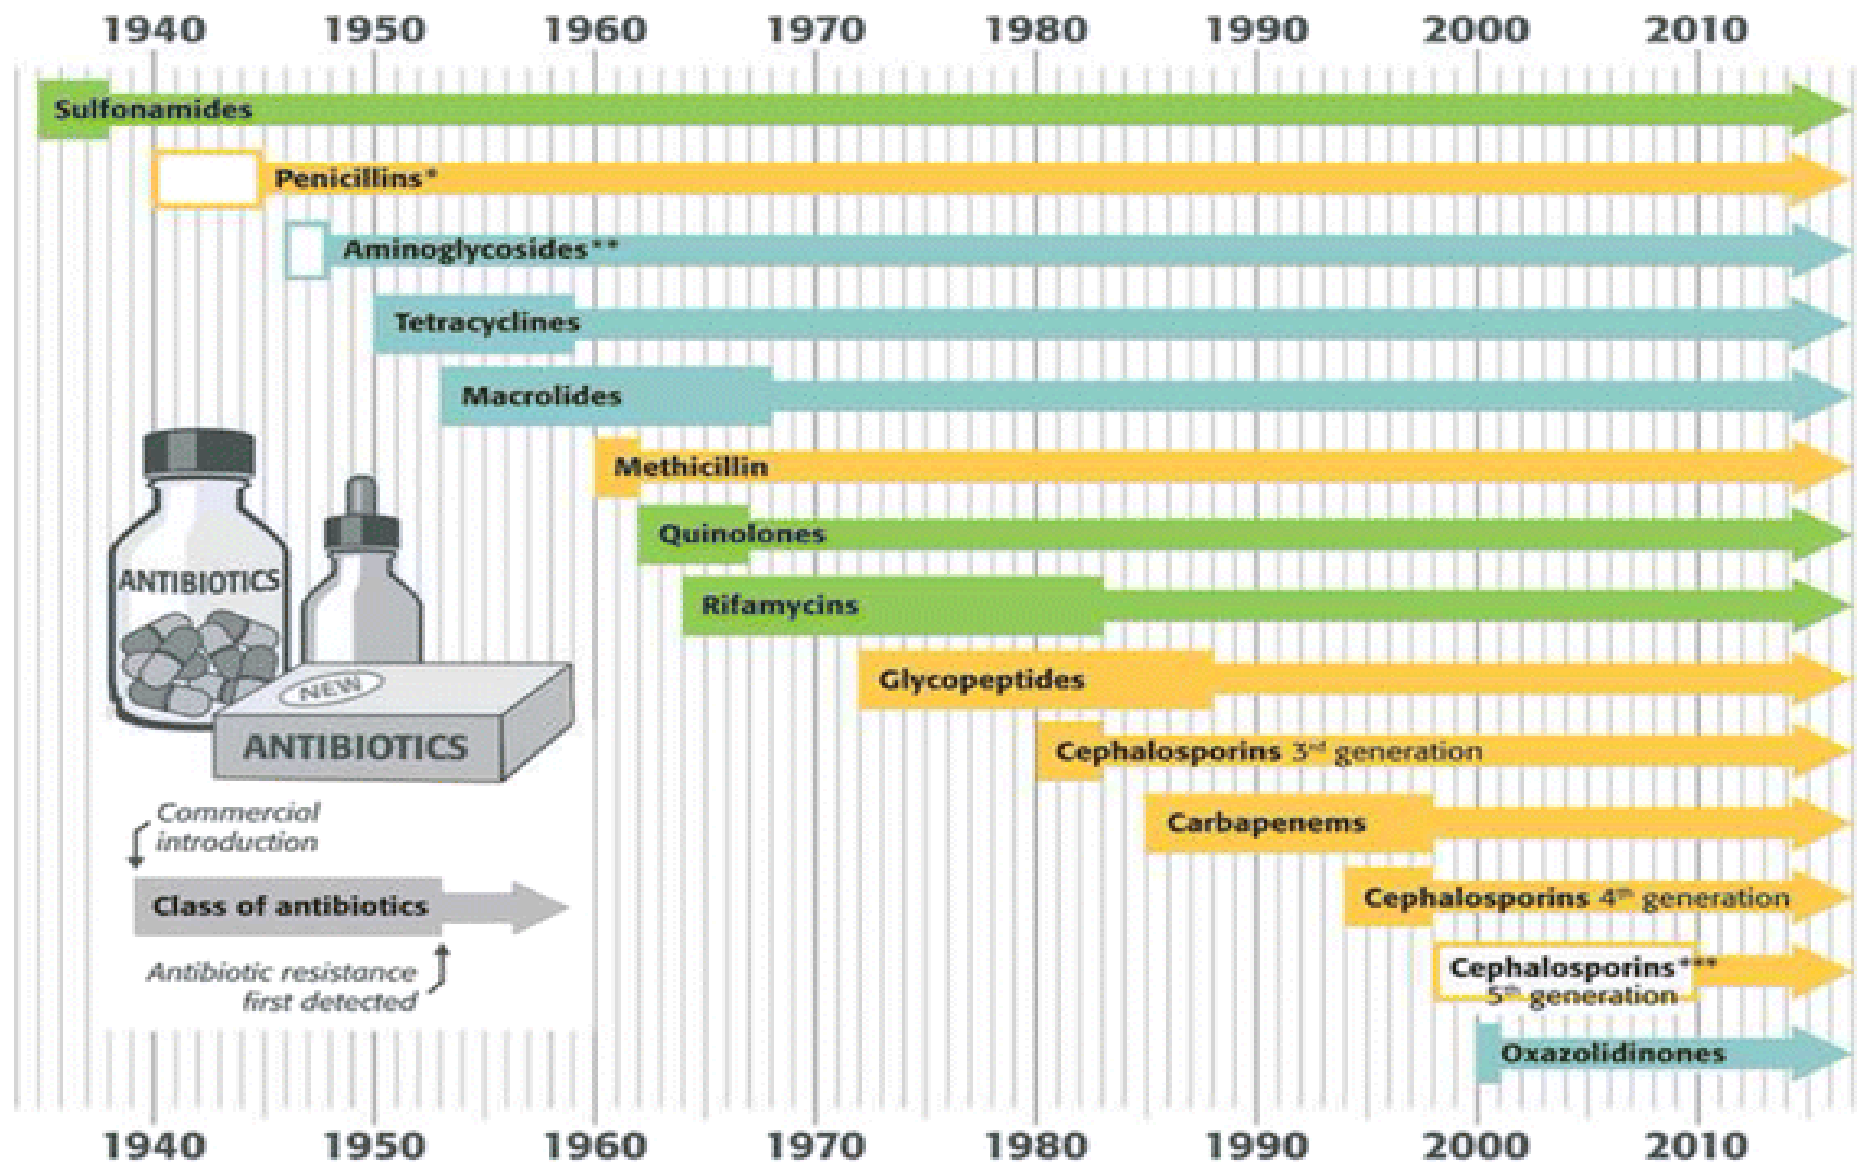 1940 1950 1960 1970 1980 1990 2000 2010
Sulfonamides
Penicillins*
Aminoglycosides**
Tetracyclines
Macrolides
Methicillin
Quinolones
Rifamycins
Glycopeptides
Cephalosporins 3rd generation
Carbapenems
Cephalosporins 4th generation
Cephalosporins***
5th generation
Oxazolidinones
ANTIBIOTICS
NEW
ANTIBIOTICS
Commercial
introduction
Class of antibiotics
Antibiotic resistance
first detected
1940 1950 1960 1970 1980 1990 2000 2010